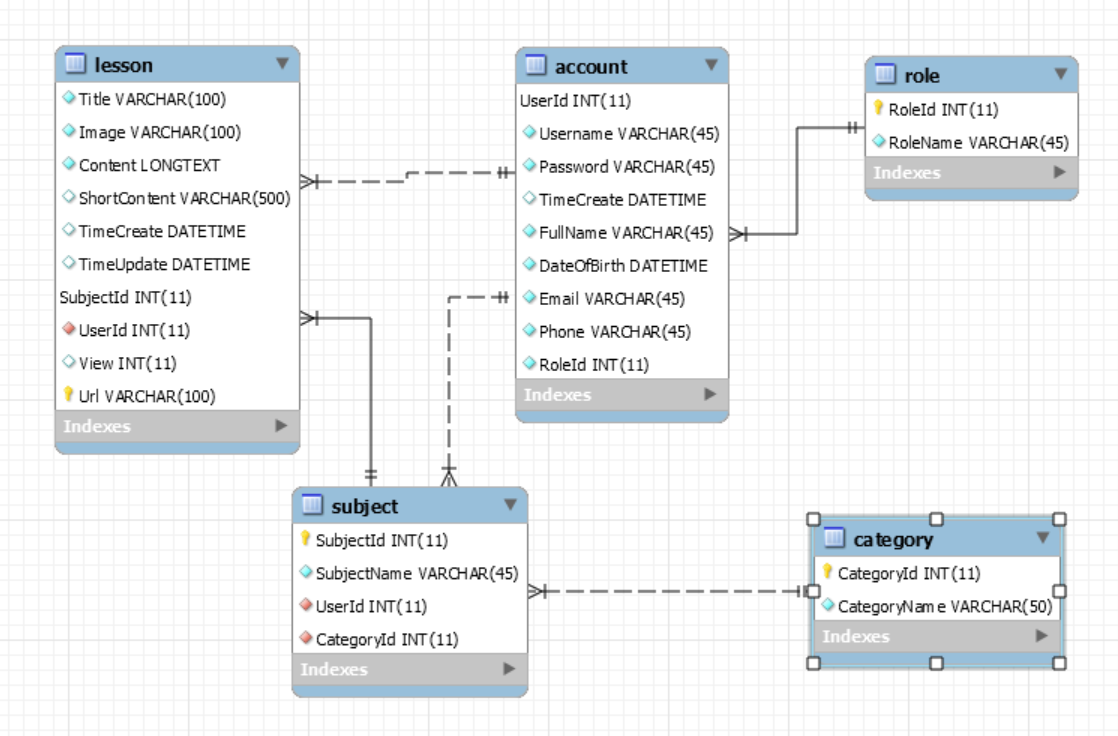 lesson
Title VARCHAR(100)
Image VARCHAR(100)
Content LONGTEXT
ShortContent VARCHAR(500)
TimeCreate DATETIME
TimeUpdate DATETIME
SubjectId INT(11)
UserId INT(11)
View INT(11)
Url VARCHAR(100)
Indexes
account
UserId INT(11)
Username VARCHAR(45)
Password VARCHAR(45)
TimeCreate DATETIME
FullName VARCHAR(45)
DateOfBirth DATETIME
Email VARCHAR(45)
Phone VARCHAR(45)
RoleId INT(11)
Indexes
role
RoleId INT(11)
RoleName VARCHAR(45)
Indexes
subject
SubjectId INT(11)
SubjectName VARCHAR(45)
UserId INT(11)
CategoryId INT(11)
Indexes
category
CategoryId INT(11)
CategoryName VARCHAR(50)
Indexes